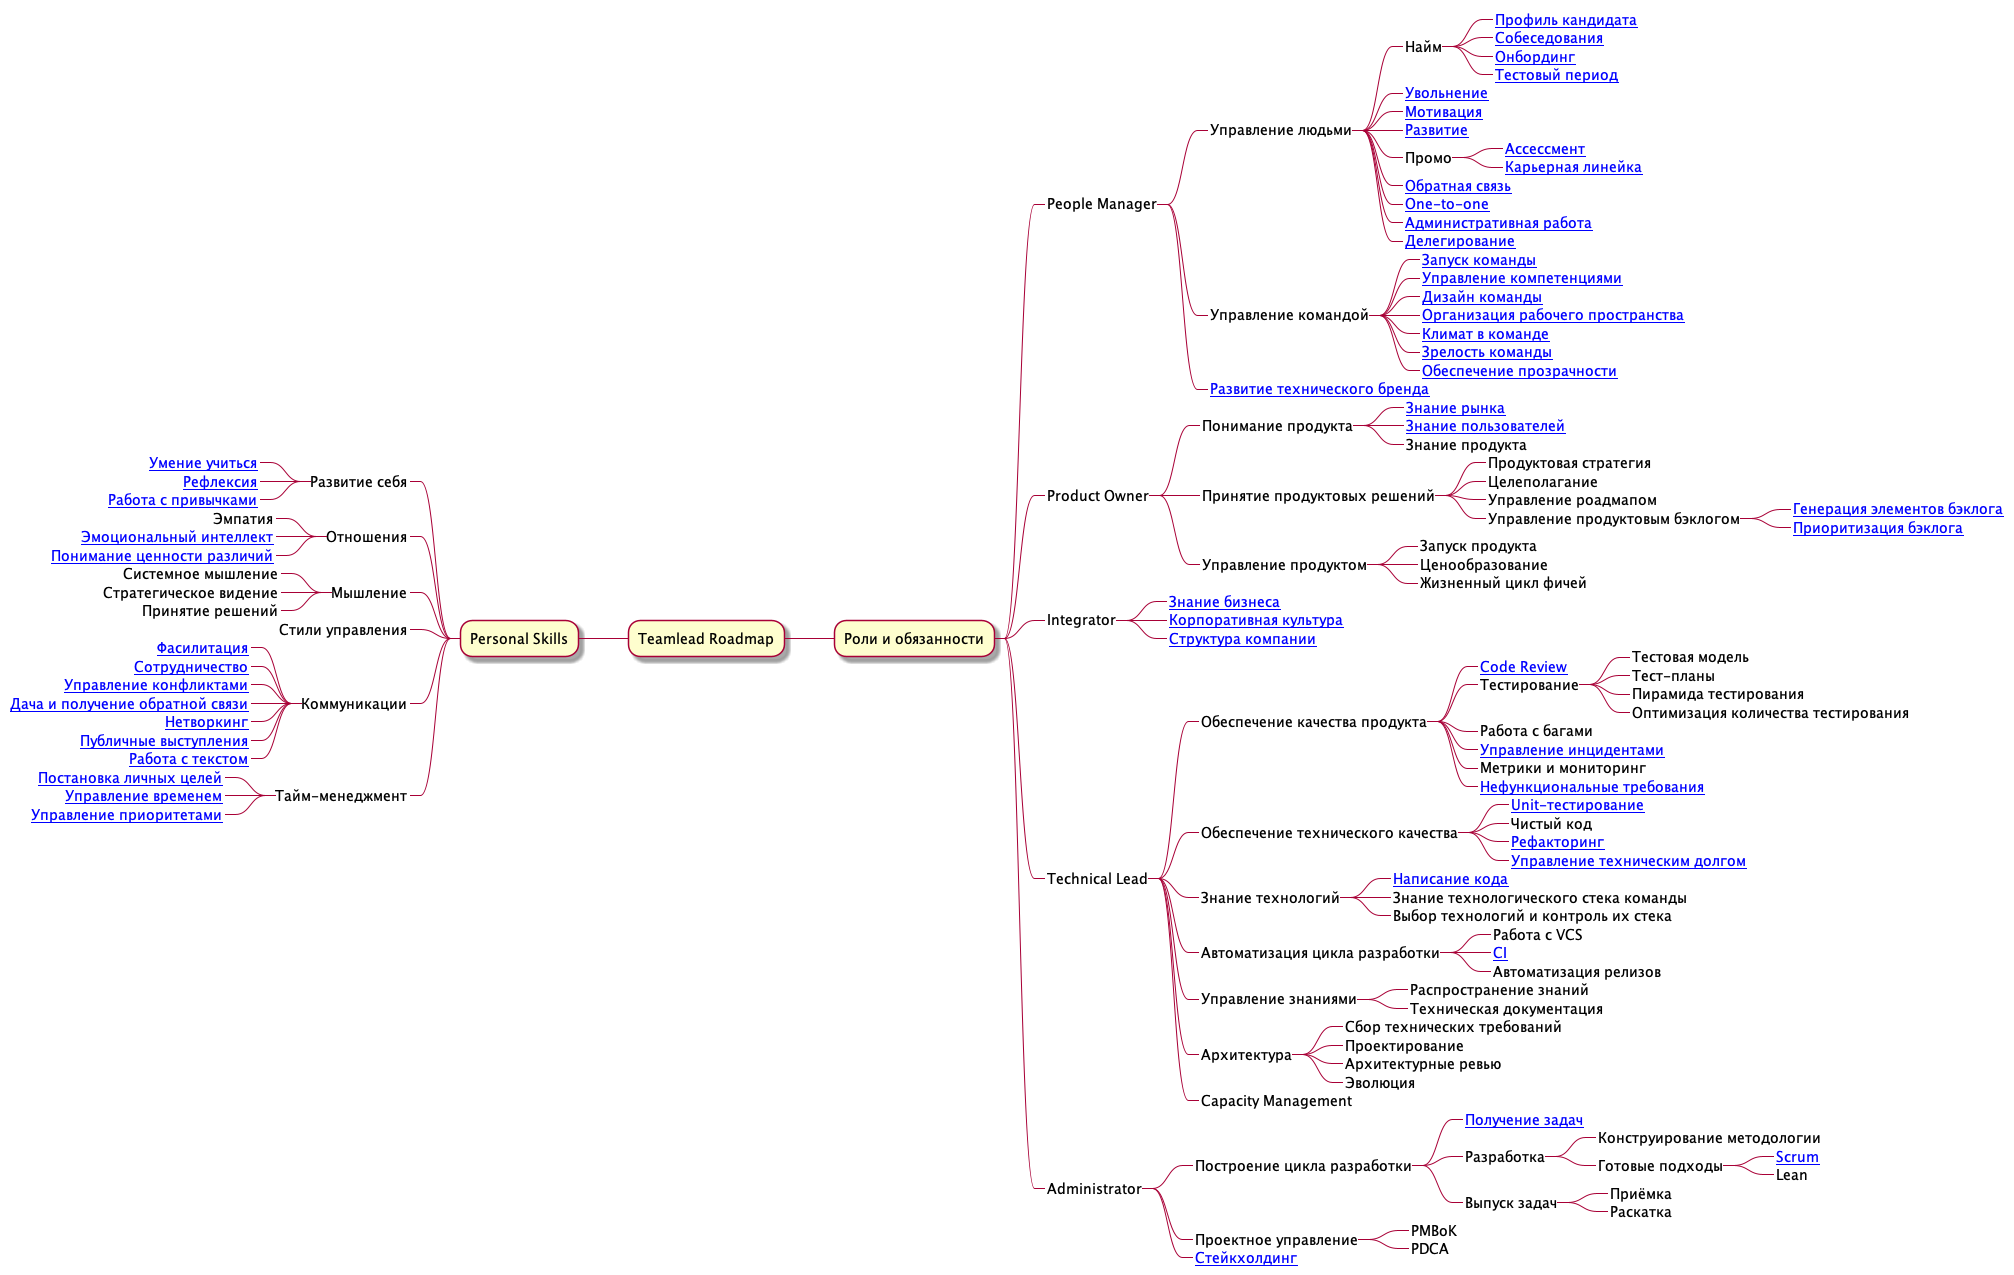 Teamlead Roadmap
Personal Skills
Развитие себя
Умение учиться
Рефлексия
Работа с привычками
Отношения
Эмпатия
Эмоциональный интеллект
Понимание ценности различий
Мышление
Системное мышление
Стратегическое видение
Принятие решений
Стили управления
Коммуникации
Фасилитация
Сотрудничество
Управление конфликтами
Дача и получение обратной связи
Нетворкинг
Публичные выступления
Работа с текстом
Тайм-менеджмент
Постановка личных целей
Управление временем
Управление приоритетами
Роли и обязанности
People Manager
Управление людьми
Найм
Профиль кандидата
Собеседования
Онбординг
Тестовый период
Увольнение
Мотивация
Развитие
Промо
Ассессмент
Карьерная линейка
Обратная связь
One-to-one
Административная работа
Делегирование
Управление командой
Запуск команды
Управление компетенциями
Дизайн команды
Организация рабочего пространства
Климат в команде
Зрелость команды
Обеспечение прозрачности
Развитие технического бренда
Product Owner
Понимание продукта
Знание рынка
Знание пользователей
Знание продукта
Принятие продуктовых решений
Продуктовая стратегия
Целеполагание
Управление роадмапом
Управление продуктовым бэклогом
Генерация элементов бэклога
Приоритизация бэклога
Управление продуктом
Запуск продукта
Ценообразование
Жизненный цикл фичей
Integrator
Знание бизнеса
Корпоративная культура
Структура компании
Technical Lead
Обеспечение качества продукта
Code Review
Тестирование
Тестовая модель
Тест-планы
Пирамида тестирования
Оптимизация количества тестирования
Работа с багами
Управление инцидентами
Метрики и мониторинг
Нефункциональные требования
Обеспечение технического качества
Unit-тестирование
Чистый код
Рефакторинг
Управление техническим долгом
Знание технологий
Написание кода
Знание технологического стека команды
Выбор технологий и контроль их стека
Автоматизация цикла разработки
Работа с VCS
CI
Автоматизация релизов
Управление знаниями
Распространение знаний
Техническая документация
Архитектура
Сбор технических требований
Проектирование
Архитектурные ревью
Эволюция
Capacity Management
Administrator
Построение цикла разработки
Получение задач
Разработка
Конструирование методологии
Готовые подходы
Scrum
Lean
Выпуск задач
Приёмка
Раскатка
Проектное управление
PMBoK
PDCA
Стейкхолдинг